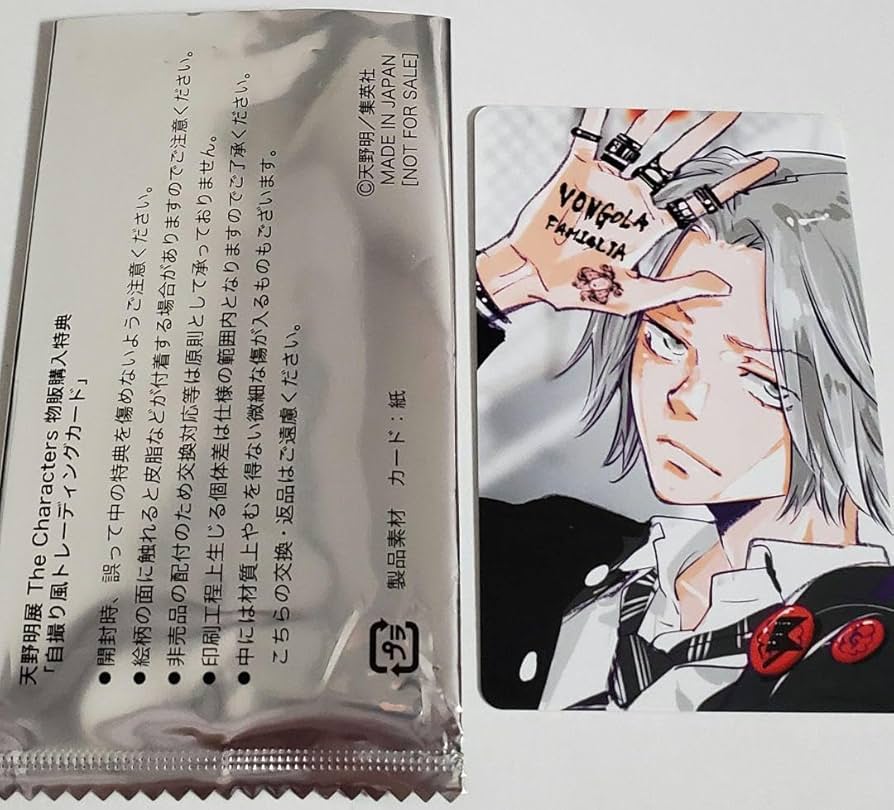 天野明展 The Characters 物販購入特典
「自撮り風トレーディングカード」
●開封時、誤って中の特典を傷めないようご注意ください。
●絵柄の面に触れると皮脂などが付着する場合がありますのでご注意ください。
●非売品の配付のため交換対応等は原則として承っておりません。
●印刷工程上生じる個体差は仕様の範囲内となりますのでご了承ください。
●中には材質上やむを得ない微細な傷が入るものもございます。
こちらの交換・返品はご遠慮ください。
製品素材 カード：紙
プラ
©天野明／集英社
MADE IN JAPAN
[NOT FOR SALE]
VONGOLA
FAMIGLIA